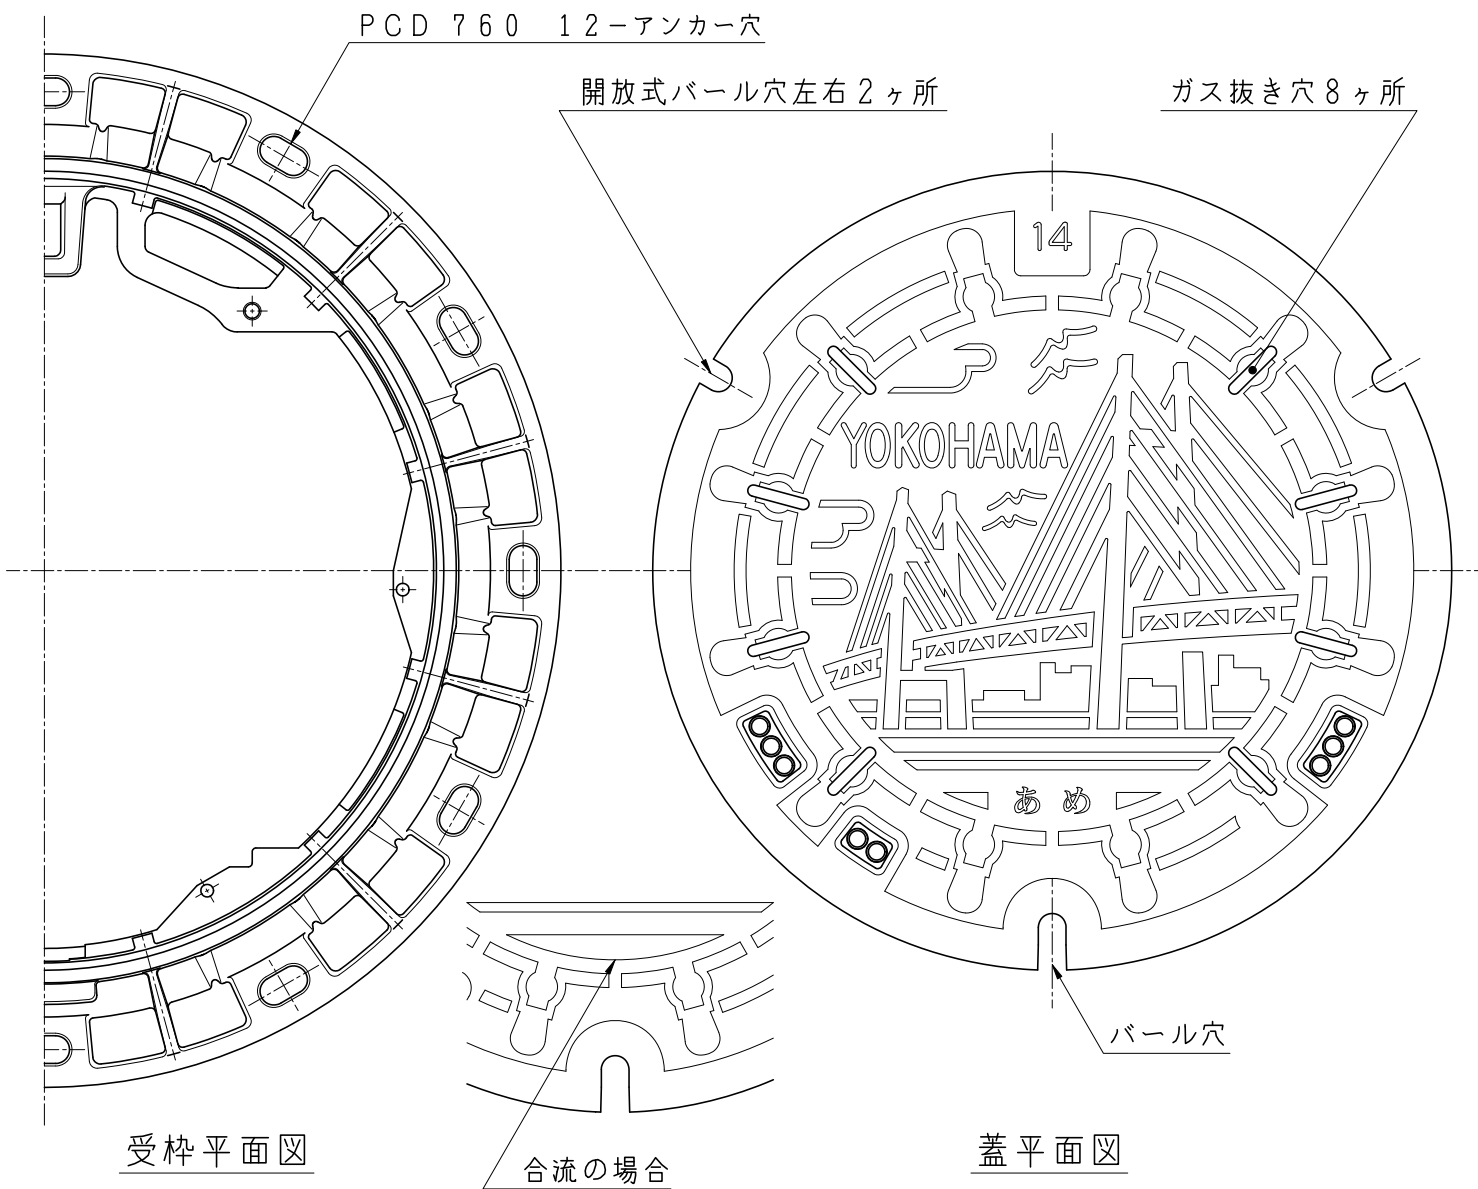 PCD 760 12-アンカー穴
開放式バール穴左右2ヶ所
ガス抜き穴8ヶ所
14
YOKOHAMA
あめ
バール穴
受枠平面図
合流の場合
蓋平面図